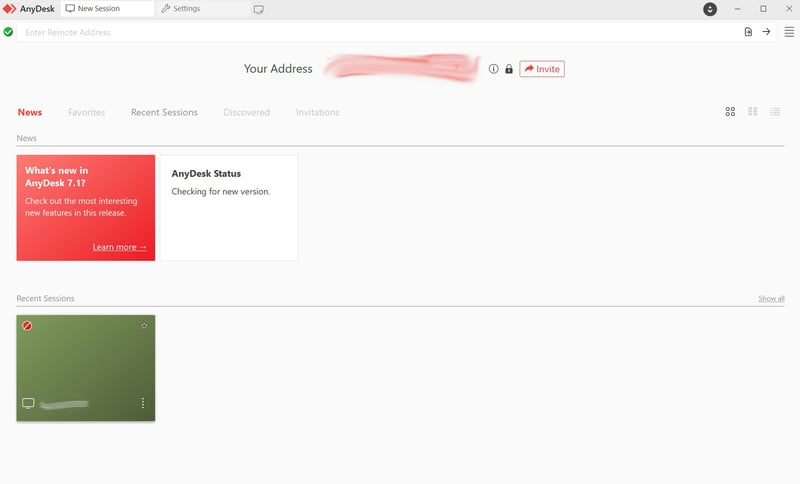 AnyDesk
New Session
Settings
Enter Remote Address
Your Address
Invite
News
Favorites
Recent Sessions
Discovered
Invitations
News
What's new in
AnyDesk 7.1?
Check out the most interesting
new features in this release.
Learn more →
AnyDesk Status
Checking for new version.
Recent Sessions
Show all